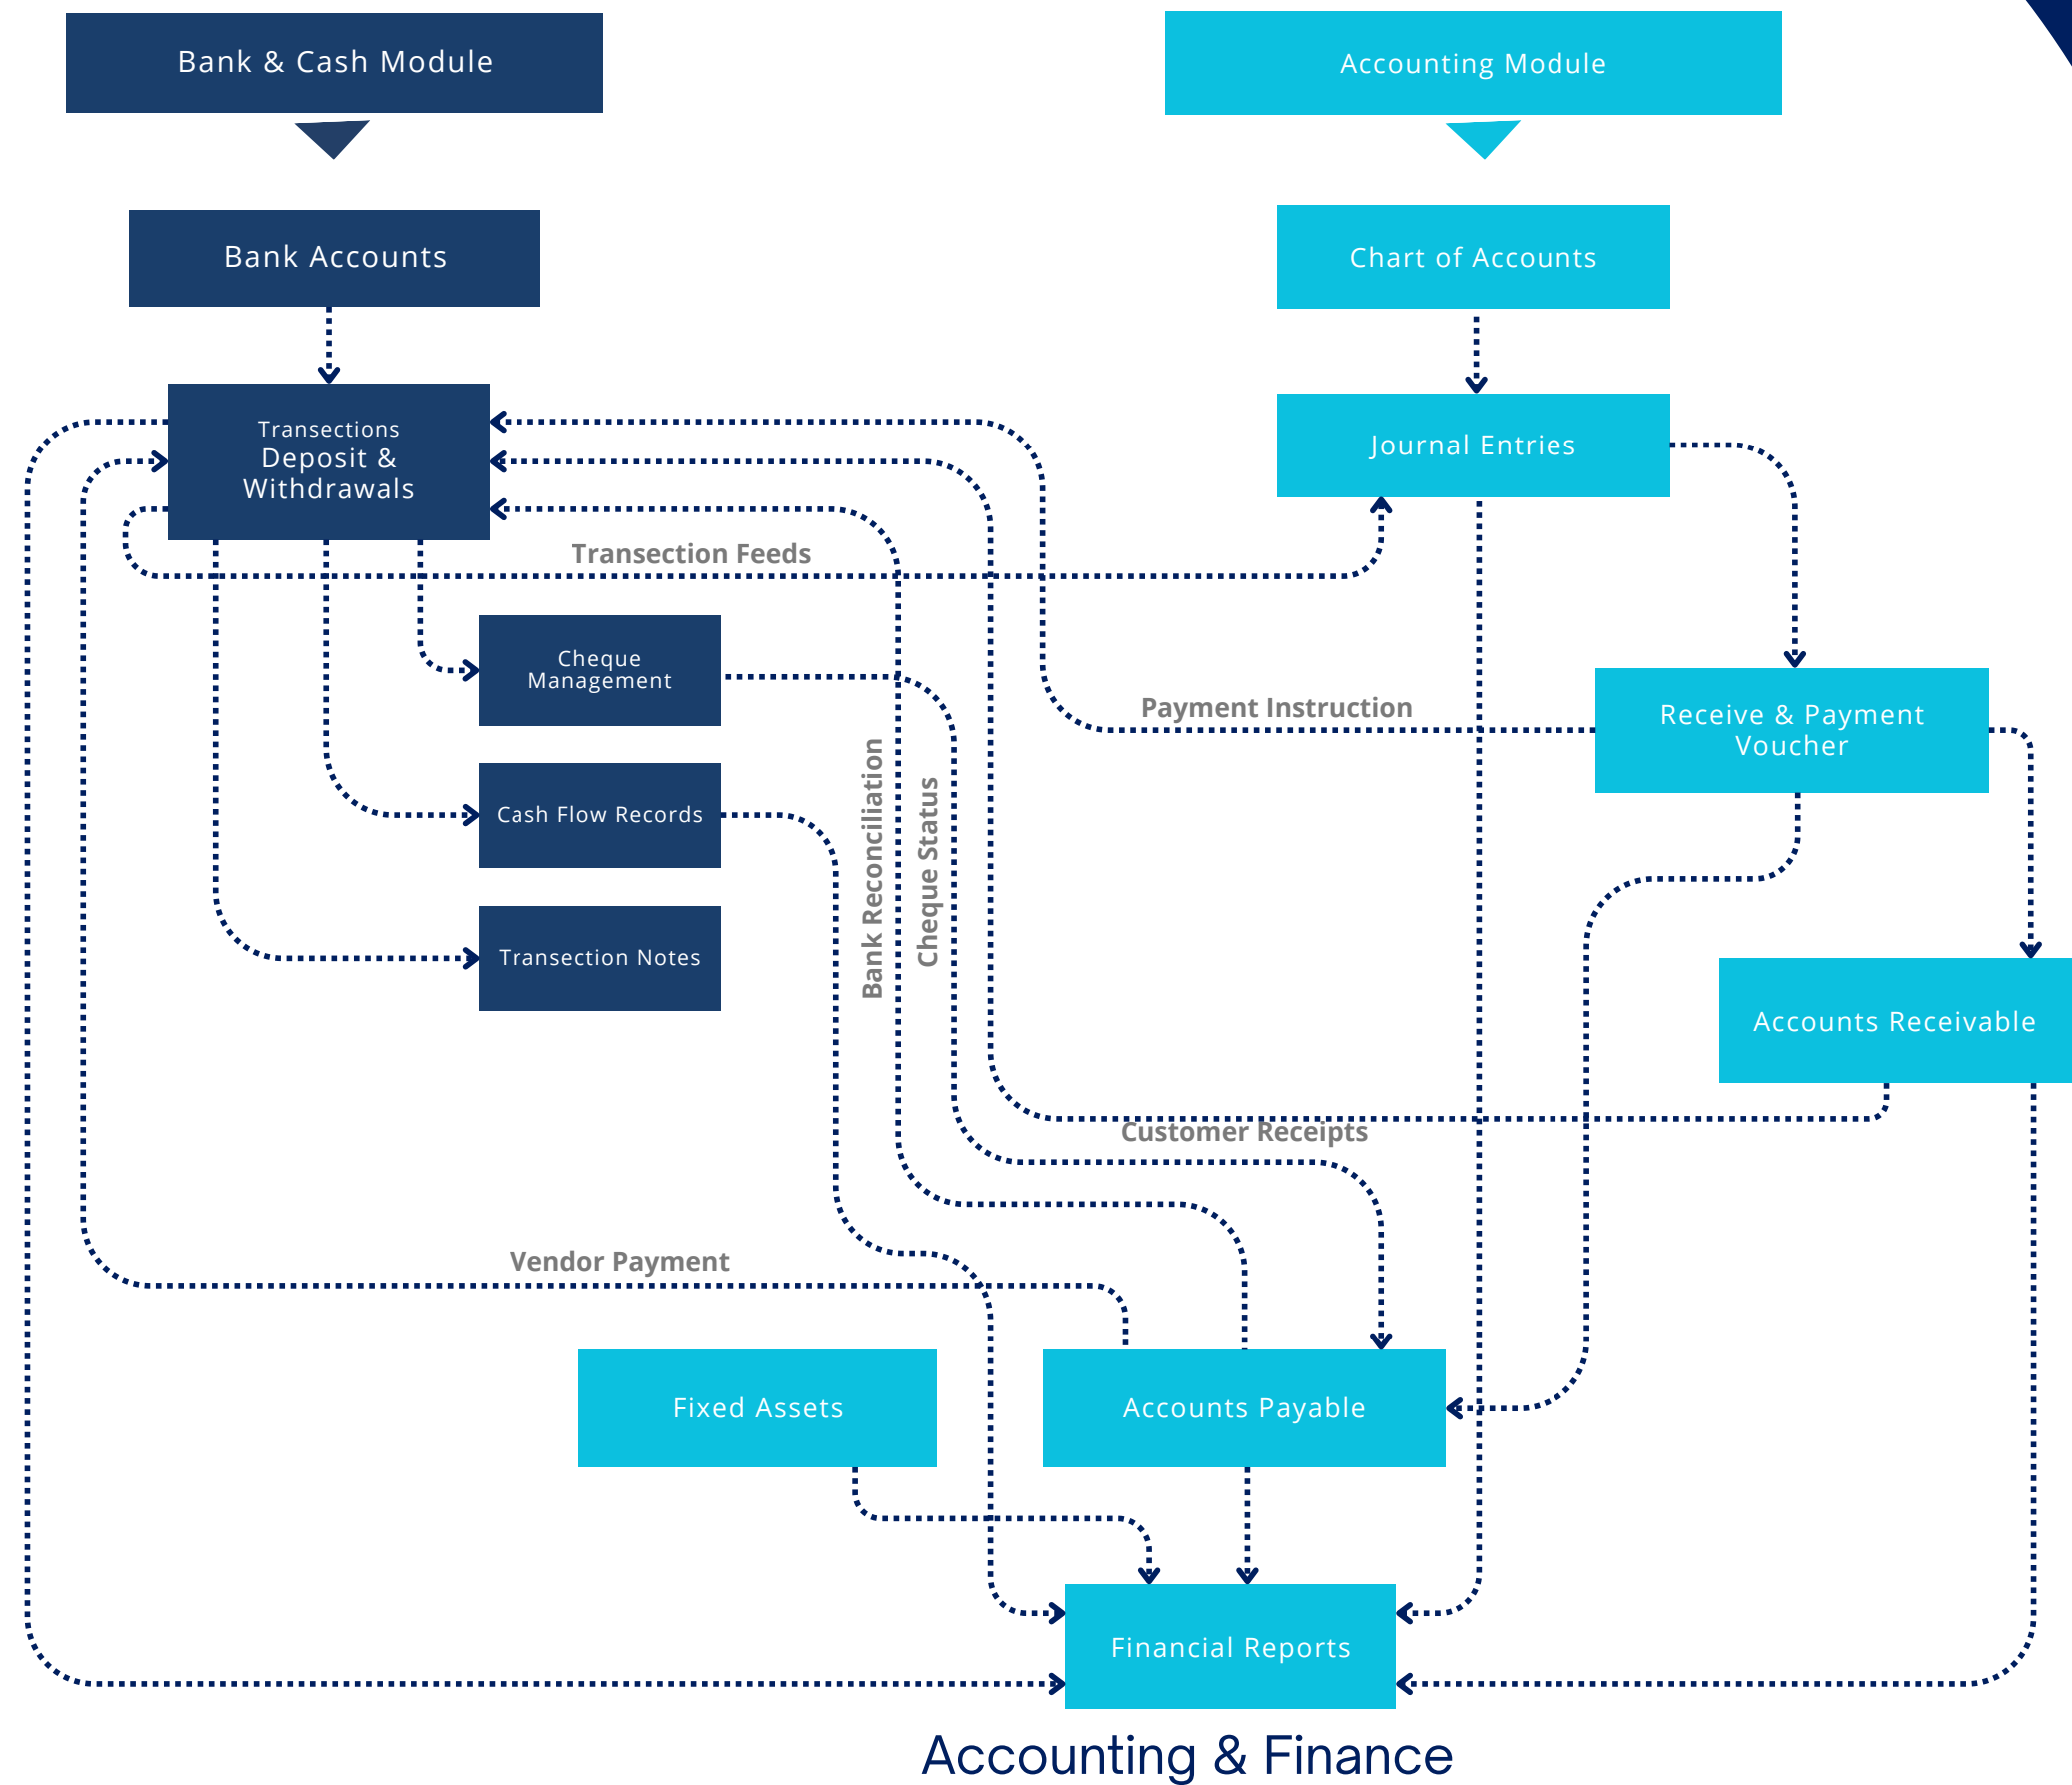 Bank & Cash Module
Accounting Module
Bank Accounts
Chart of Accounts
Transections
Deposit &
Withdrawals
Journal Entries
Transection Feeds
Cheque
Management
Payment Instruction
Receive & Payment
Voucher
Cash Flow Records
Bank Reconciliation
Cheque Status
Transection Notes
Accounts Receivable
Customer Receipts
Vendor Payment
Fixed Assets
Accounts Payable
Financial Reports
Accounting & Finance